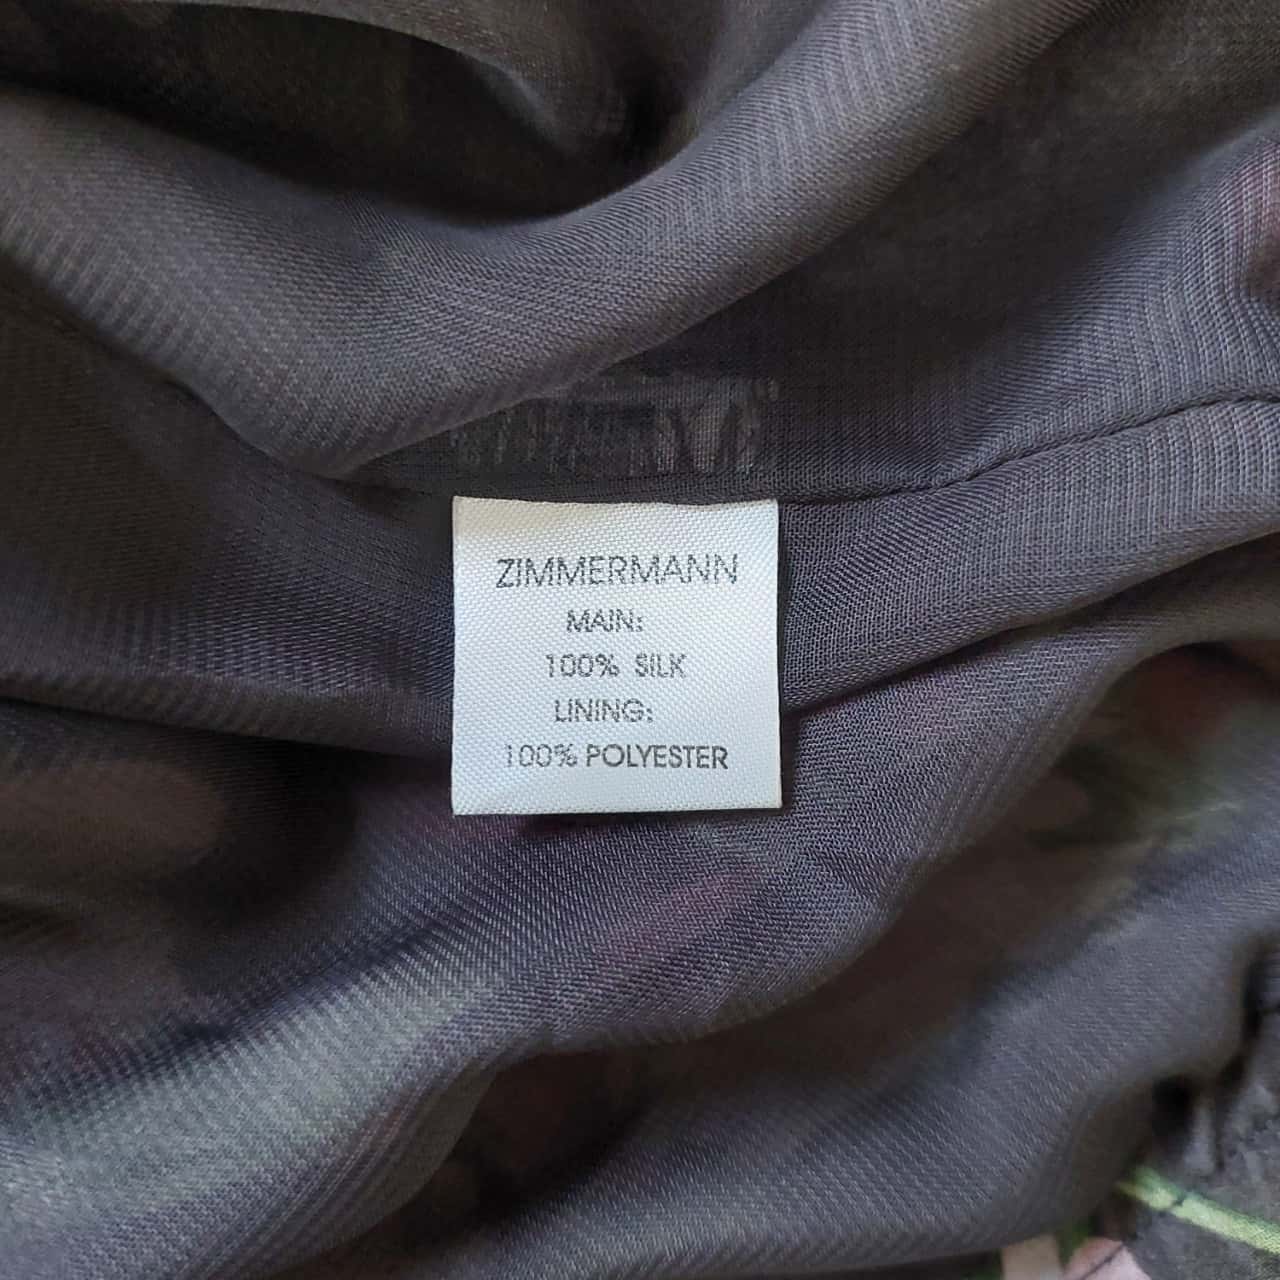 ZIMMERMANN
MAIN:
100% SILK
LINING:
100% POLYESTER